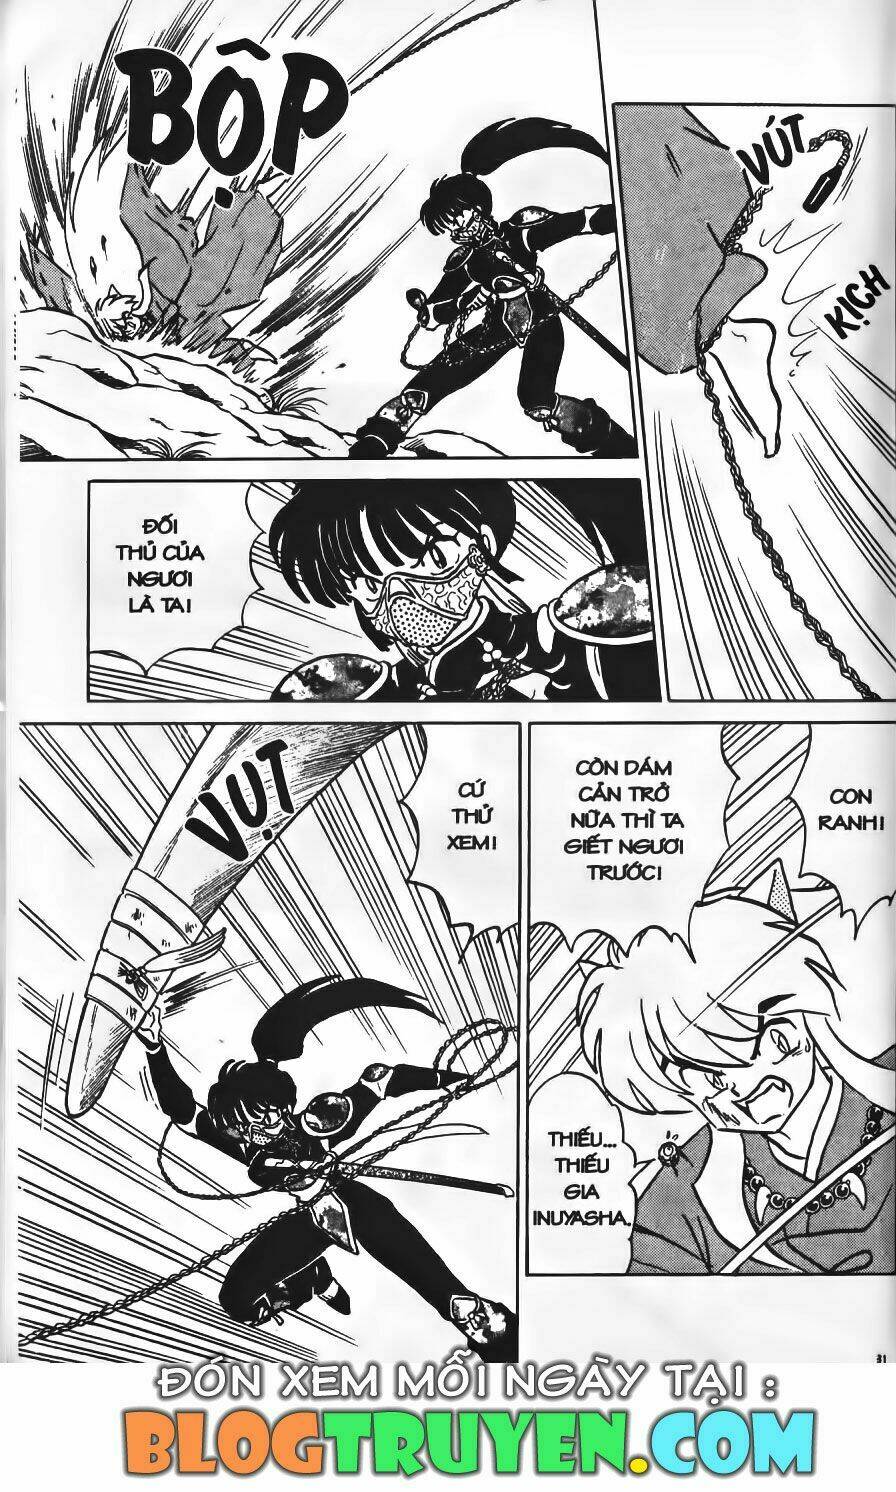 VÚT
KỊCH
BỘP
ĐỐI
THỦ CỦA
NGƯƠI
LÀ TA!
CON
RANH!
CÒN DÁM
CẢN TRỞ
NỮA THÌ TA
GIẾT NGƯƠI
TRƯỚC!
THIẾU...
THIẾU
GIA
INUYASHA.
CỨ
THỬ
XEM!
VỤT
31
ĐÓN XEM MỖI NGÀY TẠI :
BLOGTRUYEN.COM